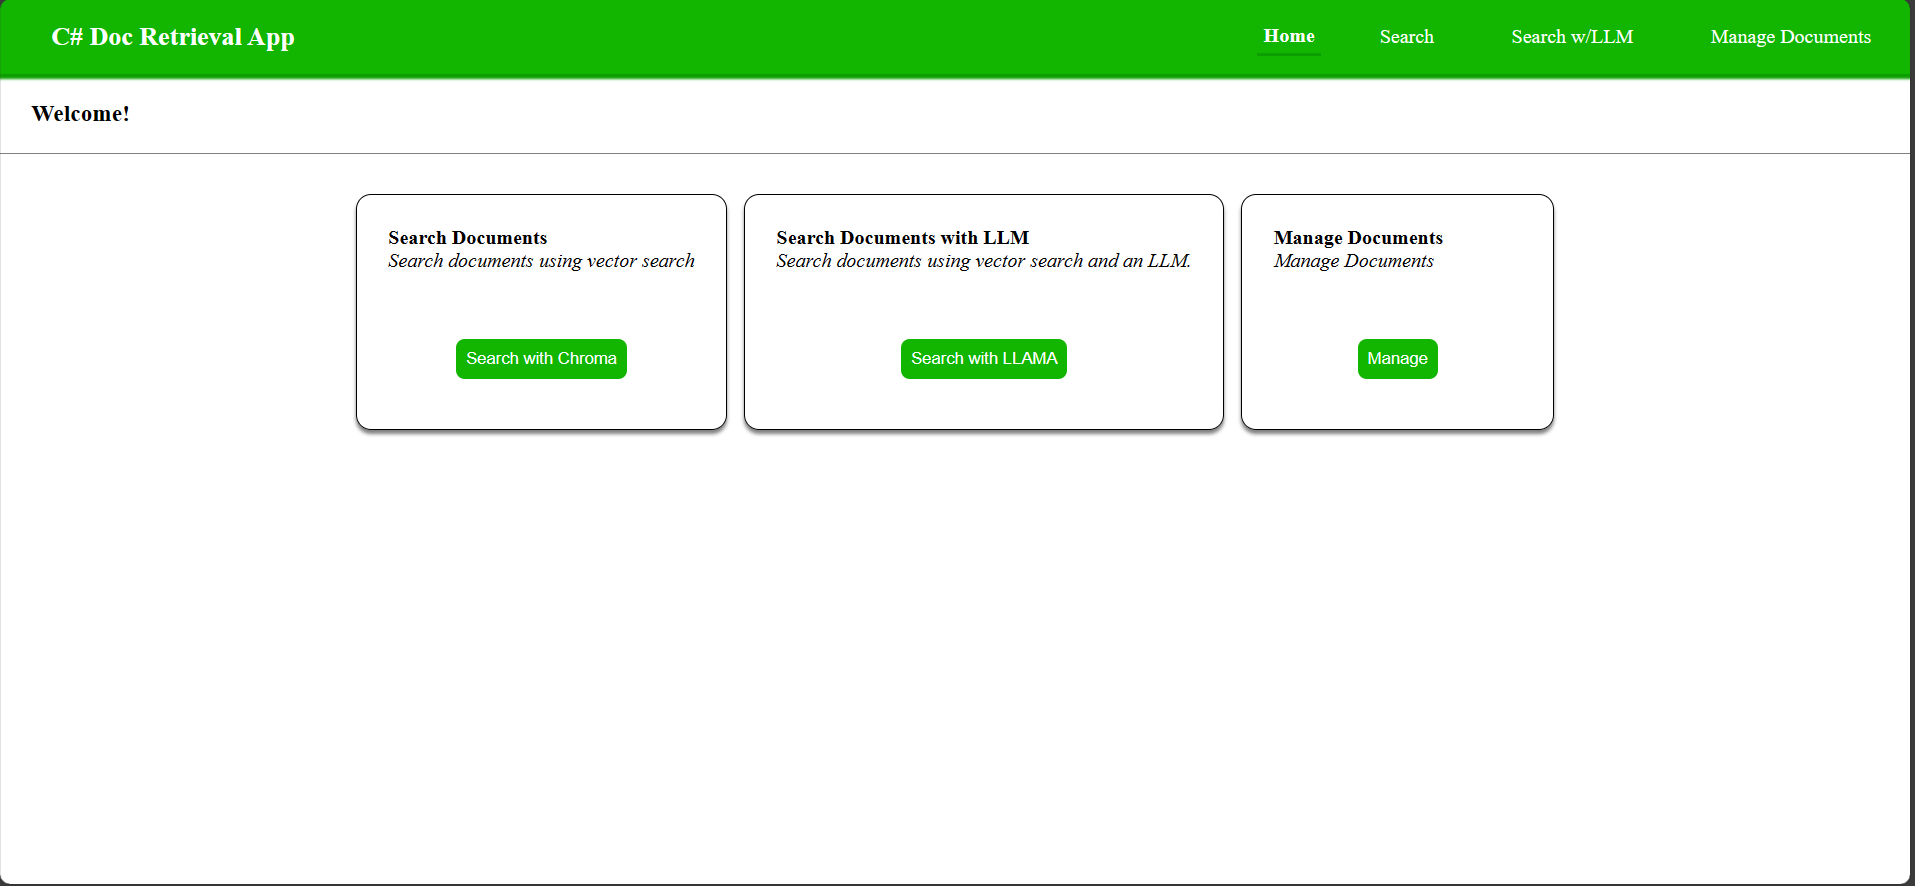 C# Doc Retrieval App
Home
Search
Search w/LLM
Manage Documents
Welcome!
Search Documents
Search documents using vector search
Search with Chroma
Search Documents with LLM
Search documents using vector search and an LLM.
Search with LLAMA
Manage Documents
Manage Documents
Manage